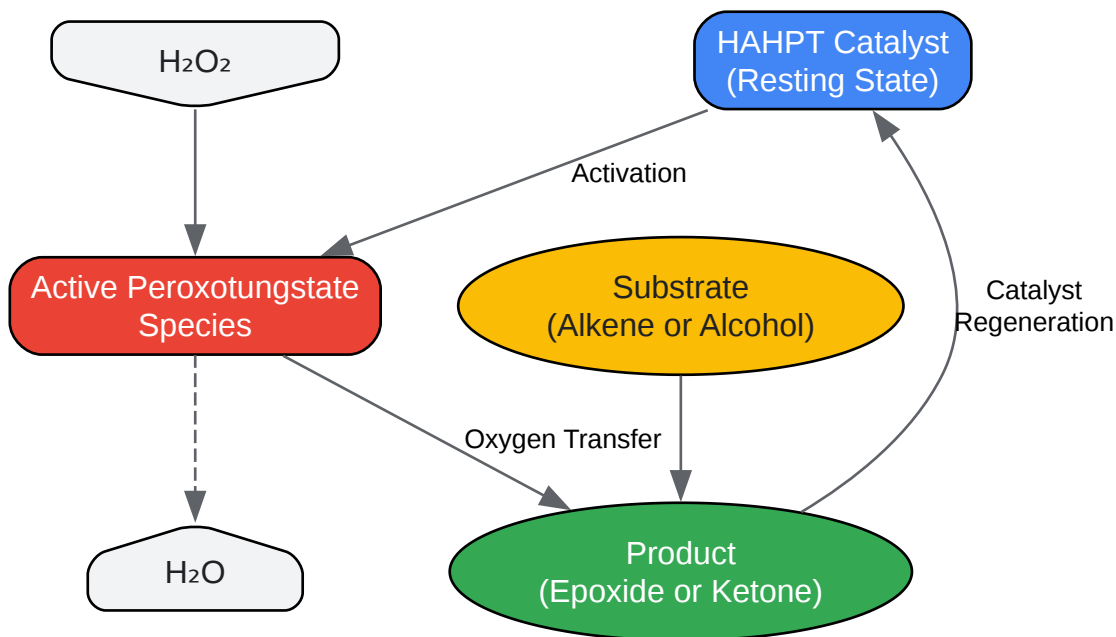 H₂O₂
HAHPT Catalyst
(Resting State)
Activation
Active Peroxotungstate
Species
Substrate
(Alkene or Alcohol)
Catalyst
Regeneration
Oxygen Transfer
H₂O
Product
(Epoxide or Ketone)